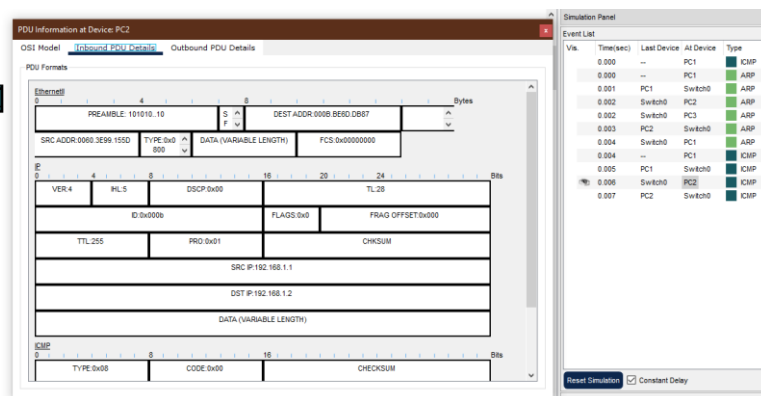 PDU Information at Device: PC2
x
OSI Model Inbound PDU Details Outbound PDU Details
PDU Formats
EthernetII
0 4 8 Bytes
PREAMBLE: 101010..10 S F DEST ADDR:000B.BE6D.DB87
SRC ADDR:0060.3E99.155D TYPE:0x0 800 DATA (VARIABLE LENGTH) FCS:0x00000000
IP
0 4 8 16 20 24 Bits
VER:4 IHL:5 DSCP:0x00 TL:28
ID:0x000b FLAGS:0x0 FRAG OFFSET:0x000
TTL:255 PRO:0x01 CHKSUM
SRC IP:192.168.1.1
DST IP:192.168.1.2
DATA (VARIABLE LENGTH)
ICMP
0 8 16 Bits
TYPE:0x08 CODE:0x00 CHECKSUM
Simulation Panel
Event List
Vis. Time(sec) Last Device At Device Type
0.000 -- PC1 ICMP
0.000 -- PC1 ARP
0.001 PC1 Switch0 ARP
0.002 Switch0 PC2 ARP
0.002 Switch0 PC3 ARP
0.003 PC2 Switch0 ARP
0.004 Switch0 PC1 ARP
0.004 -- PC1 ICMP
0.005 PC1 Switch0 ICMP
0.006 Switch0 PC2 ICMP
0.007 PC2 Switch0 ICMP
Reset Simulation Constant Delay